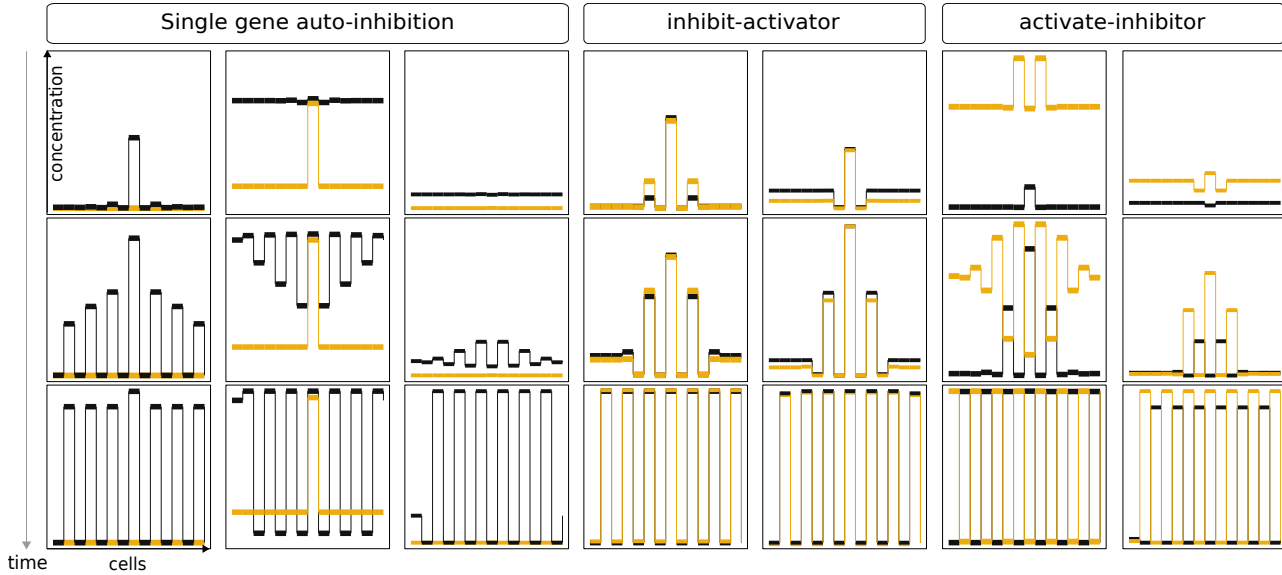 Single gene auto-inhibition
inhibit-activator
activate-inhibitor
concentration
time
cells